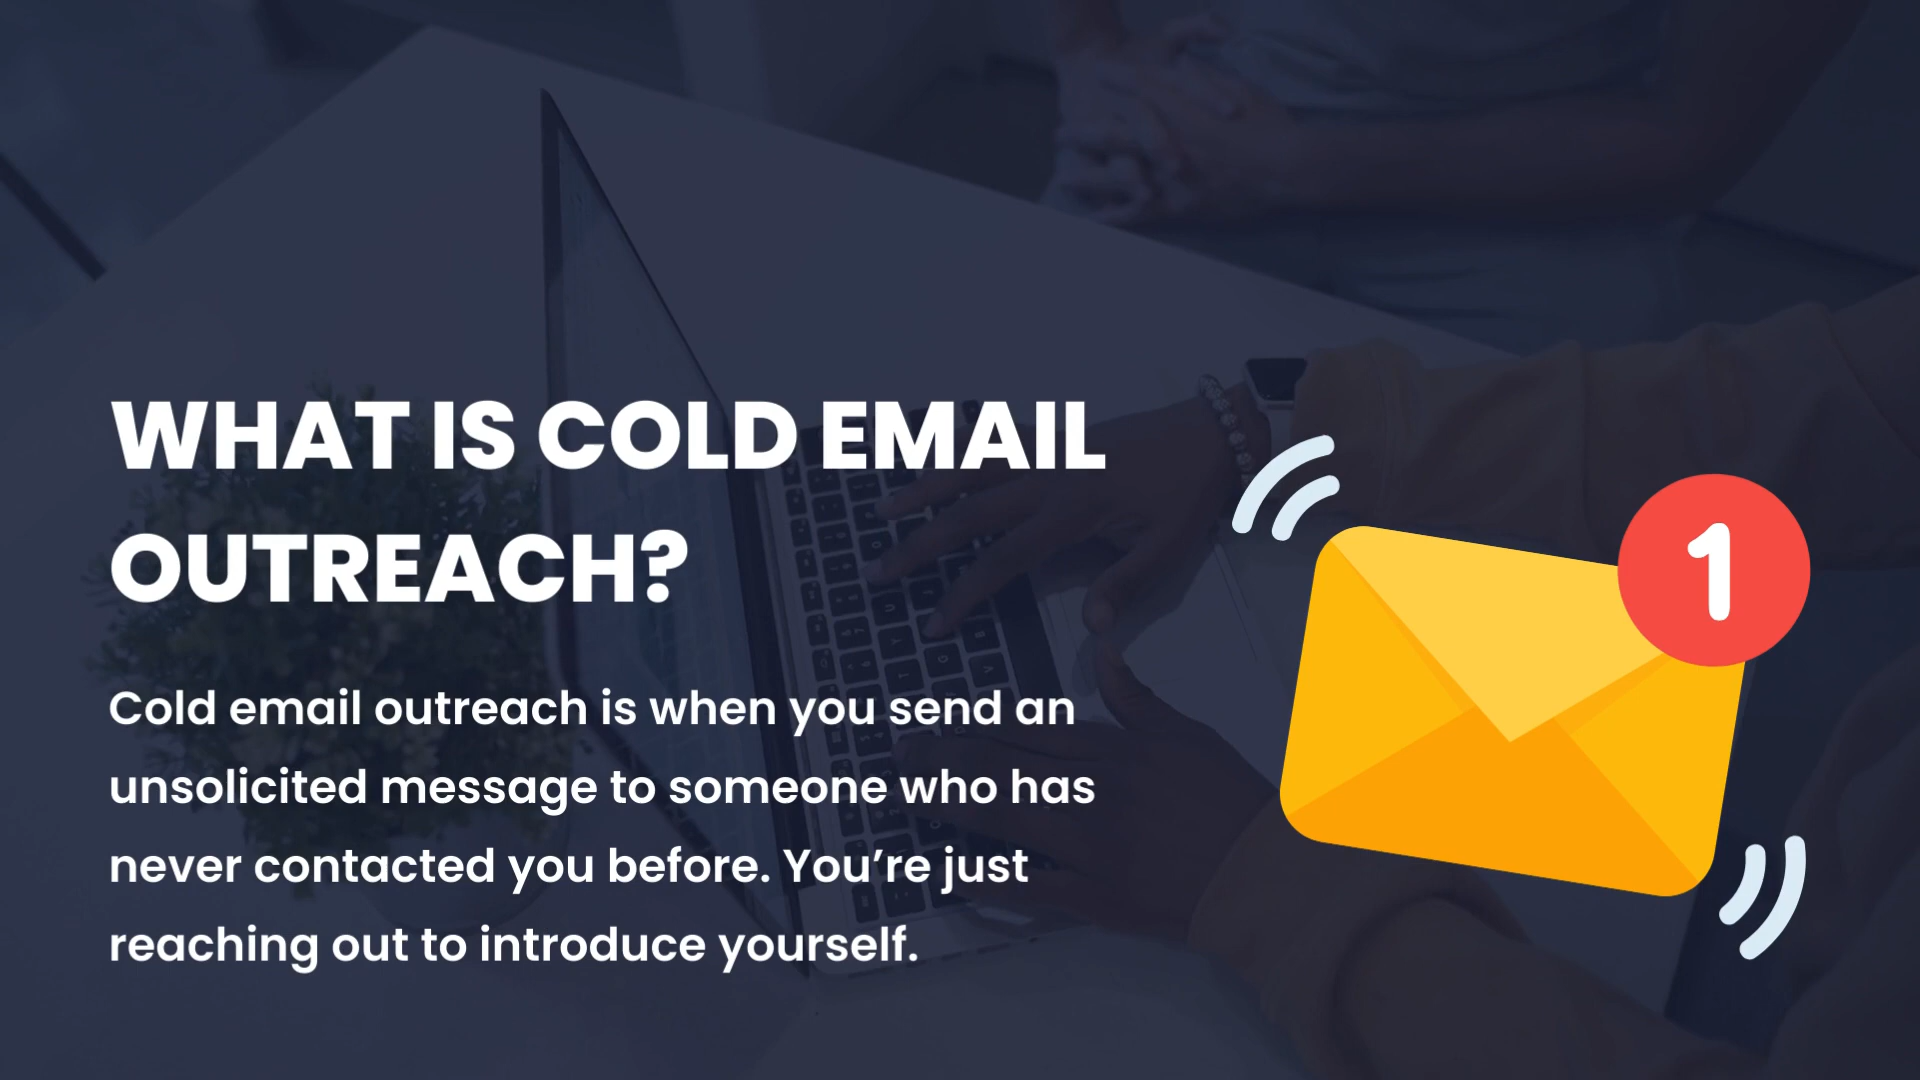 WHAT IS COLD EMAIL
OUTREACH?
Cold email outreach is when you send an
unsolicited message to someone who has
never contacted you before. You’re just
reaching out to introduce yourself.
1